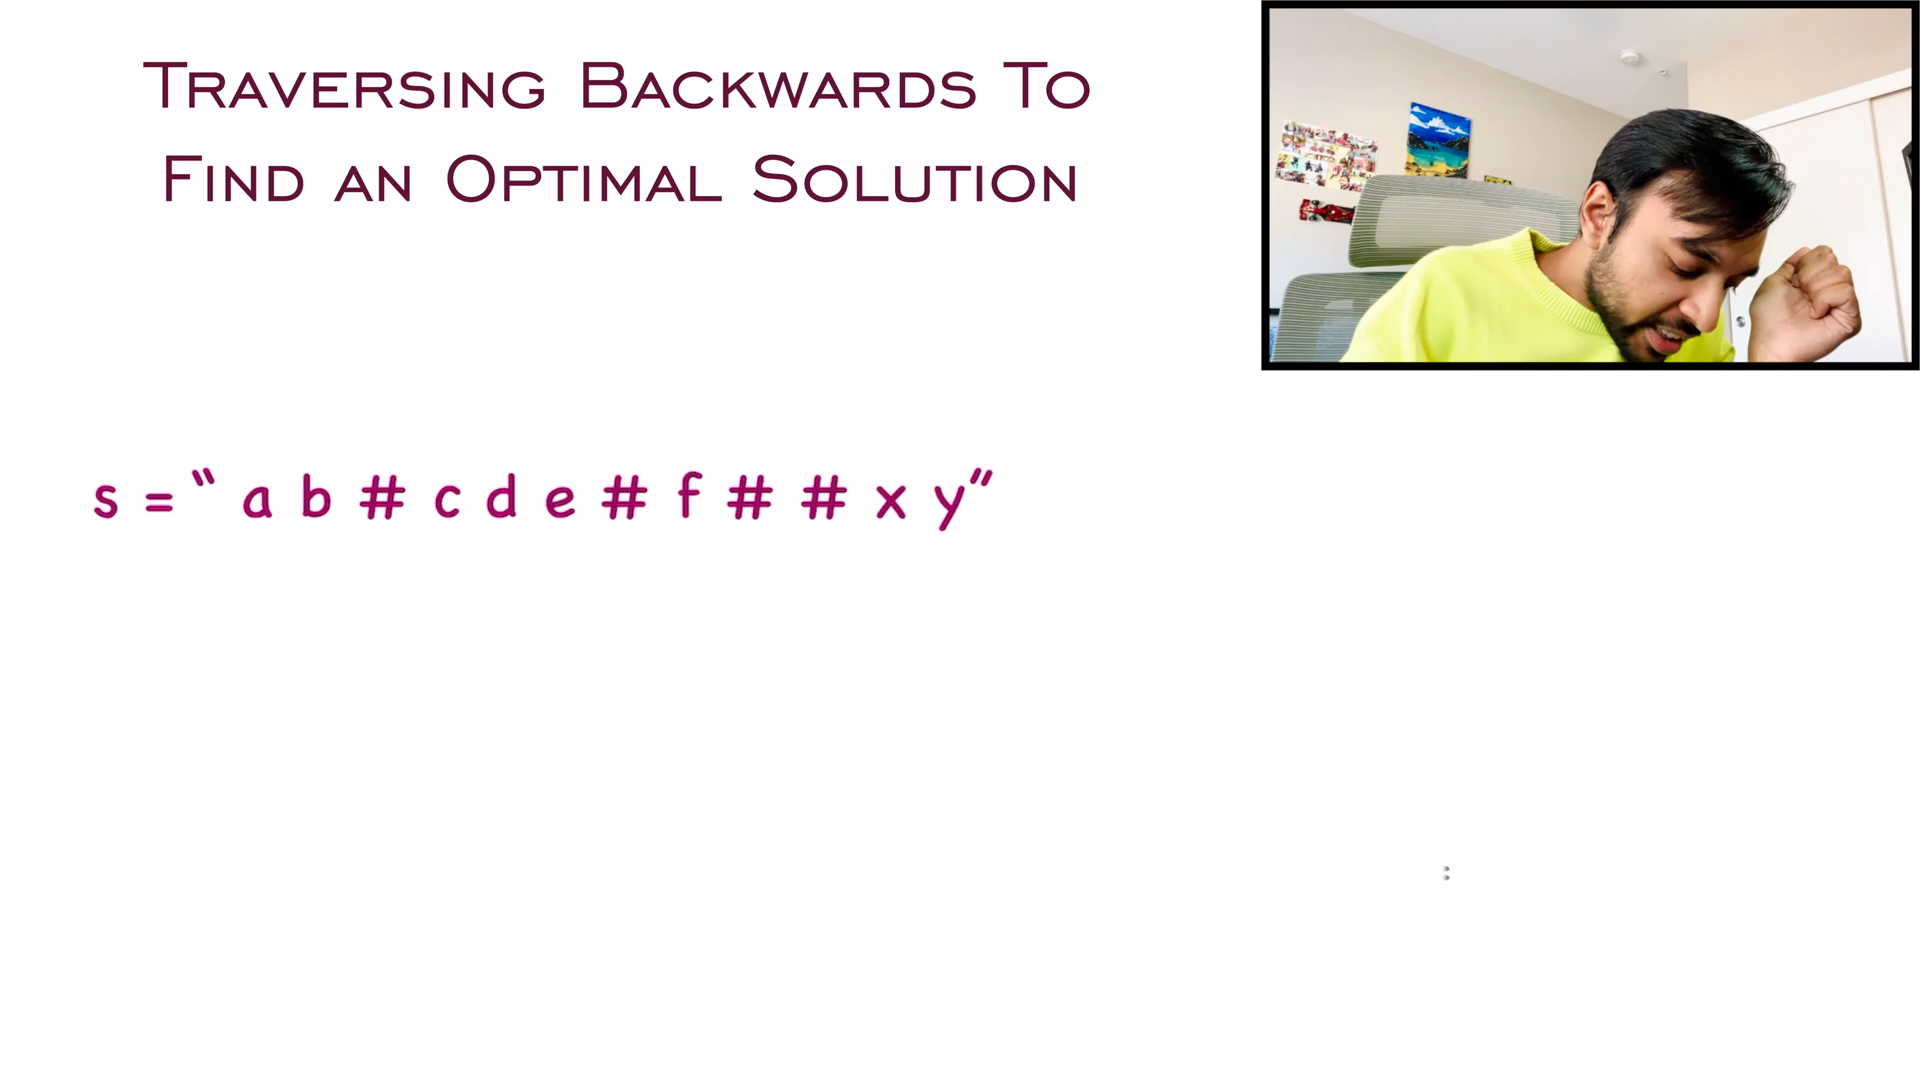 Traversing Backwards To
Find an Optimal Solution
s = “ a b # c d e # f # # x y”